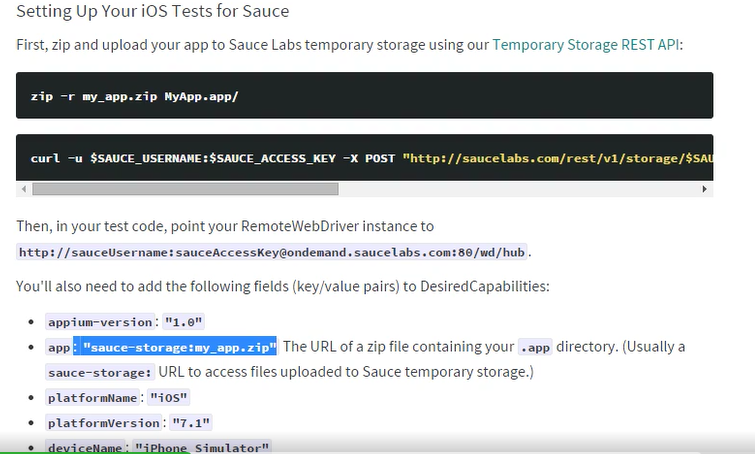 Setting Up Your iOS Tests for Sauce
First, zip and upload your app to Sauce Labs temporary storage using our Temporary Storage REST API:
zip -r my_app.zip MyApp.app/
curl -u $SAUCE_USERNAME:$SAUCE_ACCESS_KEY -X POST "http://saucelabs.com/rest/v1/storage/$SAU
Then, in your test code, point your RemoteWebDriver instance to
http://sauceUsername:sauceAccessKey@ondemand.saucelabs.com:80/wd/hub.
You'll also need to add the following fields (key/value pairs) to DesiredCapabilities:
• appium-version: "1.0"
• app: "sauce-storage:my_app.zip" The URL of a zip file containing your .app directory. (Usually a
sauce-storage: URL to access files uploaded to Sauce temporary storage.)
• platformName: "iOS"
• platformVersion: "7.1"
• deviceName: "iPhone Simulator"